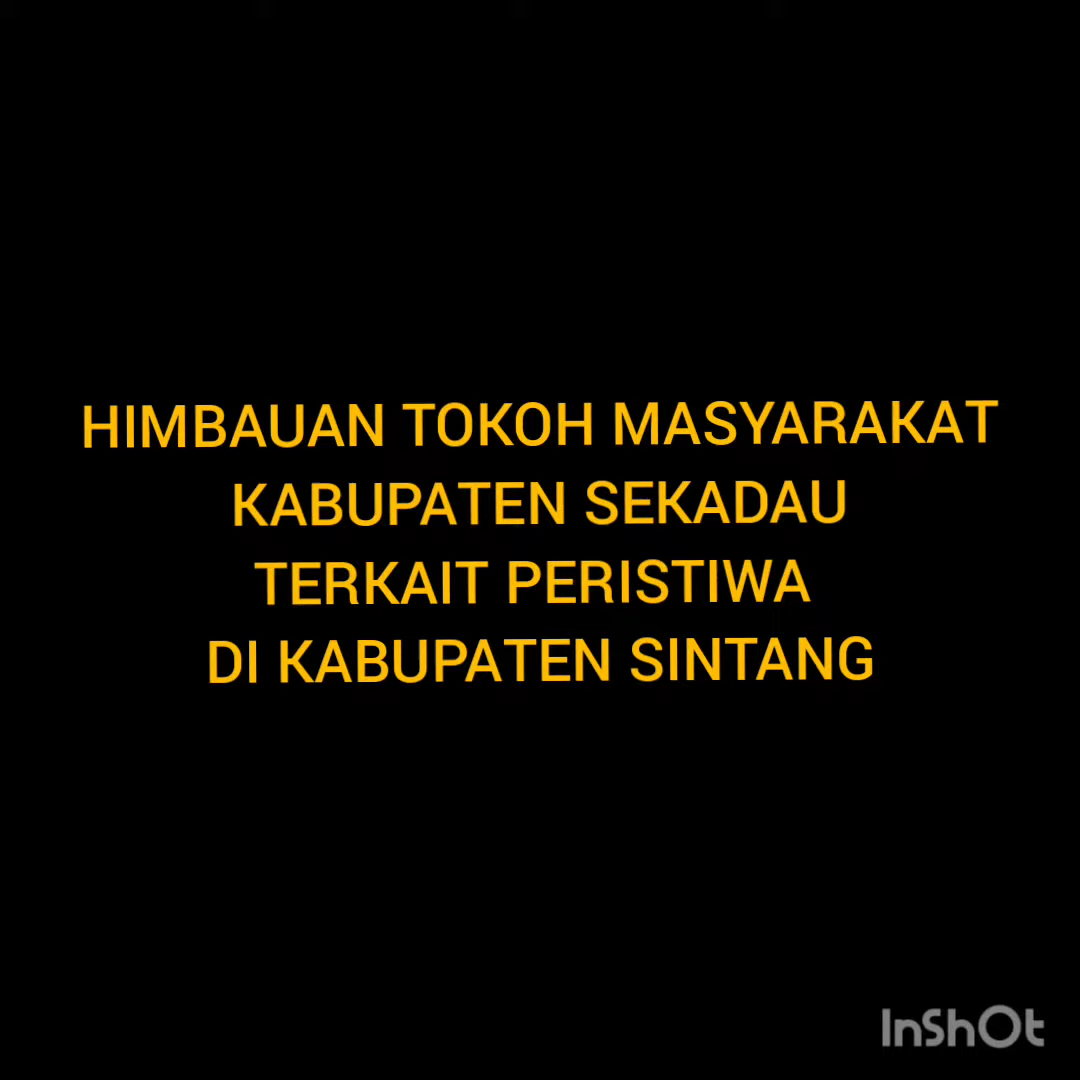 HIMBAUAN TOKOH MASYARAKAT
KABUPATEN SEKADAU
TERKAIT PERISTIWA
DI KABUPATEN SINTANG
InShOt